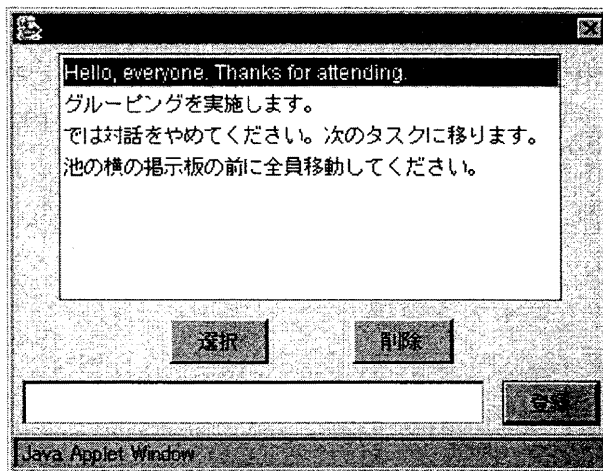 Hello, everyone. Thanks for attending.
グルーピングを実施します。
では対話をやめてください。次のタスクに移ります。
池の横の掲示板の前に全員移動してください。
選択
削除
登録
Java Applet Window